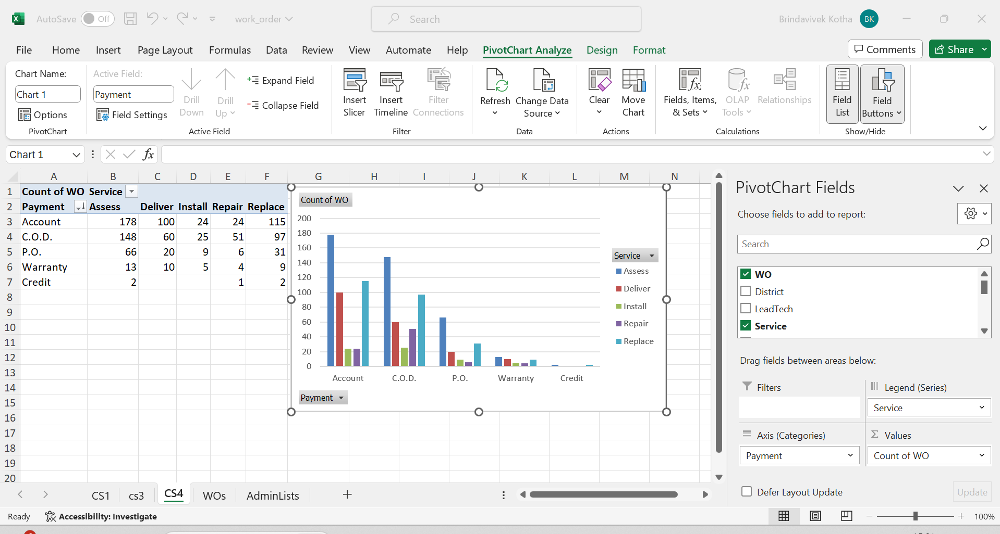 AutoSave Off work_order Search Brindavivek Kotha BK
File Home Insert Page Layout Formulas Data Review View Automate Help PivotChart Analyze Design Format Comments Share
Chart Name:
Chart 1
Options
PivotChart
Active Field:
Payment
Field Settings
Drill
Down
Drill
Up
Expand Field
Collapse Field
Active Field
Insert
Slicer
Insert
Timeline
Filter
Connections
Filter
Refresh
Change Data
Source
Data
Clear
Move
Chart
Actions
Fields, Items,
& Sets
OLAP
Tools
Relationships
Calculations
Field
List
Field
Buttons
Show/Hide
Chart 1 fx
A B C D E F G H I J K L M N
1 Count of WO Service
2 Payment Assess Deliver Install Repair Replace
3 Account 178 100 24 24 115
4 C.O.D. 148 60 25 51 97
5 P.O. 66 20 9 6 31
6 Warranty 13 10 5 4 9
7 Credit 2 1 2
8
9
10
11
12
13
14
15
16
17
18
19
20
Count of WO
200
180
160
140
120
100
80
60
40
20
0
Account C.O.D. P.O. Warranty Credit
Payment
Service
Assess
Deliver
Install
Repair
Replace
PivotChart Fields
Choose fields to add to report:
Search
WO
District
LeadTech
Service
Drag fields between areas below:
Filters
Legend (Series)
Service
Axis (Categories)
Payment
Values
Count of WO
Defer Layout Update Update
CS1 cs3 CS4 WOs AdminLists
Ready Accessibility: Investigate 100%